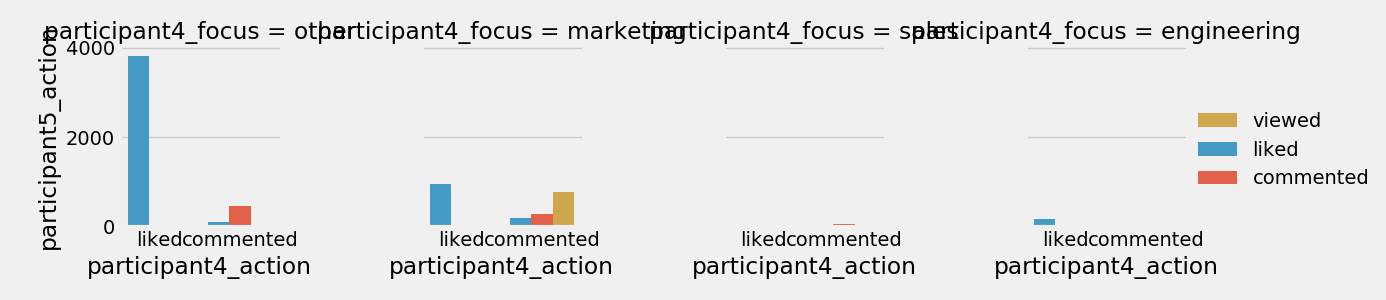 participant4_focus = other
participant4_focus = marketing
participant4_focus = sales
participant4_focus = engineering
participant5_action
4000
2000
0
viewed
liked
commented
liked commented
liked commented
liked commented
liked commented
participant4_action
participant4_action
participant4_action
participant4_action